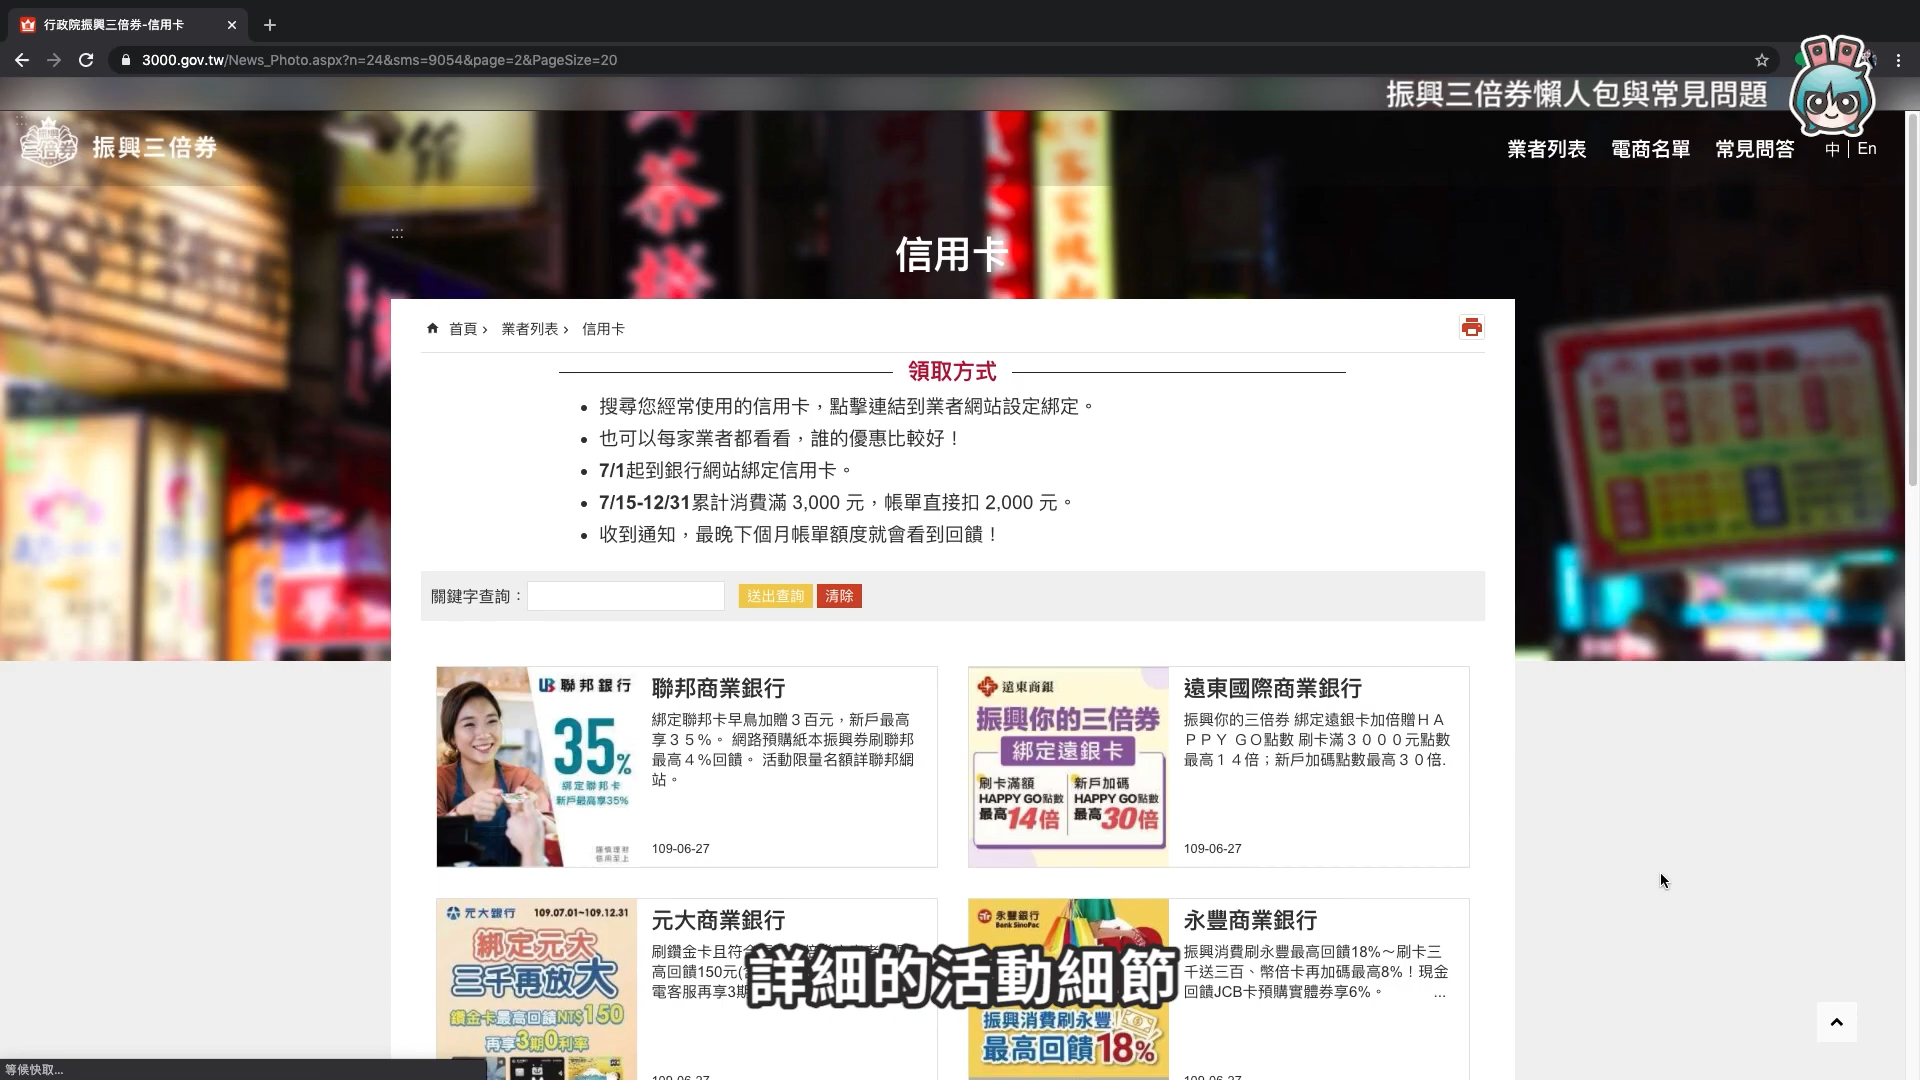 行政院振興三倍券-信用卡
3000.gov.tw/News_Photo.aspx?n=24&sms=9054&page=2&PageSize=20
振興三倍券懶人包與常見問題
振興三倍券
業者列表 電商名單 常見問答 中 | En
:::
信用卡
首頁 › 業者列表 › 信用卡
領取方式
• 搜尋您經常使用的信用卡，點擊連結到業者網站設定綁定。
• 也可以每家業者都看看，誰的優惠比較好！
• 7/1起到銀行網站綁定信用卡。
• 7/15-12/31累計消費滿 3,000 元，帳單直接扣 2,000 元。
• 收到通知，最晚下個月帳單額度就會看到回饋！
關鍵字查詢： 送出查詢 清除
聯邦銀行
35%
綁定聯邦卡
新戶最高享35%
謹慎理財
信用至上
聯邦商業銀行
綁定聯邦卡早鳥加贈３百元，新戶最高
享３５%。 網路預購紙本振興券刷聯邦
最高４%回饋。 活動限量名額詳聯邦網
站。
109-06-27
遠東商銀
振興你的三倍券
綁定遠銀卡
刷卡滿額
HAPPY GO點數
最高14倍
新戶加碼
HAPPY GO點數
最高30倍
遠東國際商業銀行
振興你的三倍券 綁定遠銀卡加倍贈ＨＡ
ＰＰＹ ＧＯ點數 刷卡滿３０００元點數
最高１４倍；新戶加碼點數最高３０倍.
109-06-27
元大銀行 109.07.01~109.12.31
綁定元大
三千再放大
鑽金卡最高回饋NT$150
再享3期0利率
元大商業銀行
刷鑽金卡且符合
高回饋150元(
電客服再享3期
109-06-27
永豐銀行
Bank SinoPac
振興消費刷永豐
最高回饋18%
永豐商業銀行
振興消費刷永豐最高回饋18%～刷卡三
千送三百、幣倍卡再加碼最高8%！現金
回饋JCB卡預購實體券享6%。 ...
109-06-27
詳細的活動細節
等候快取...